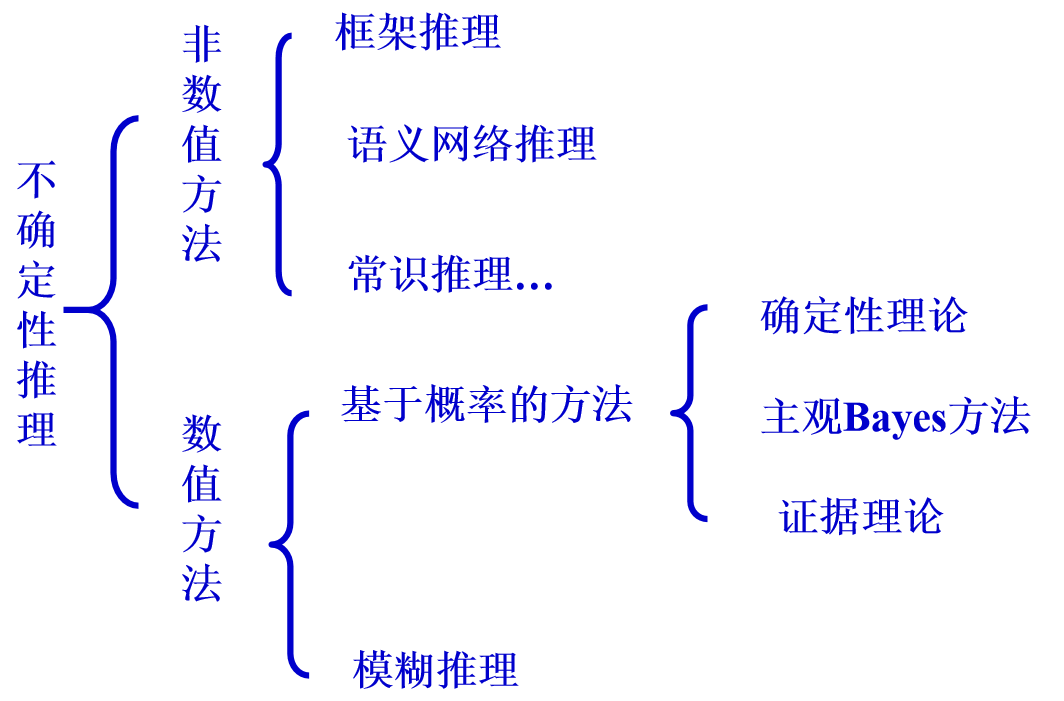 不确定性推理
非数值方法
框架推理
语义网络推理
常识推理...
数值方法
基于概率的方法
确定性理论
主观Bayes方法
证据理论
模糊推理